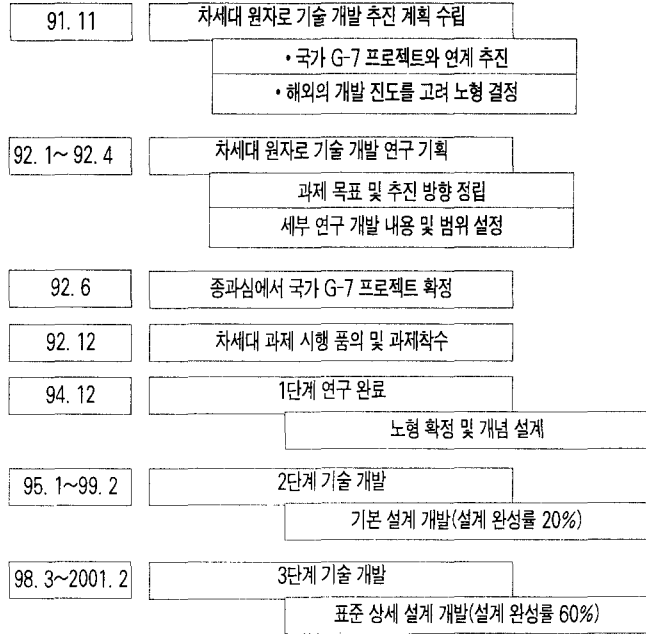 91. 11 차세대 원자로 기술 개발 추진 계획 수립
• 국가 G-7 프로젝트와 연계 추진
• 해외의 개발 진도를 고려 노형 결정
92. 1~ 92. 4 차세대 원자로 기술 개발 연구 기획
과제 목표 및 추진 방향 정립
세부 연구 개발 내용 및 범위 설정
92. 6 종과심에서 국가 G-7 프로젝트 확정
92. 12 차세대 과제 시행 품의 및 과제착수
94. 12 1단계 연구 완료
노형 확정 및 개념 설계
95. 1~99. 2 2단계 기술 개발
기본 설계 개발(설계 완성률 20%)
98. 3~2001. 2 3단계 기술 개발
표준 상세 설계 개발(설계 완성률 60%)